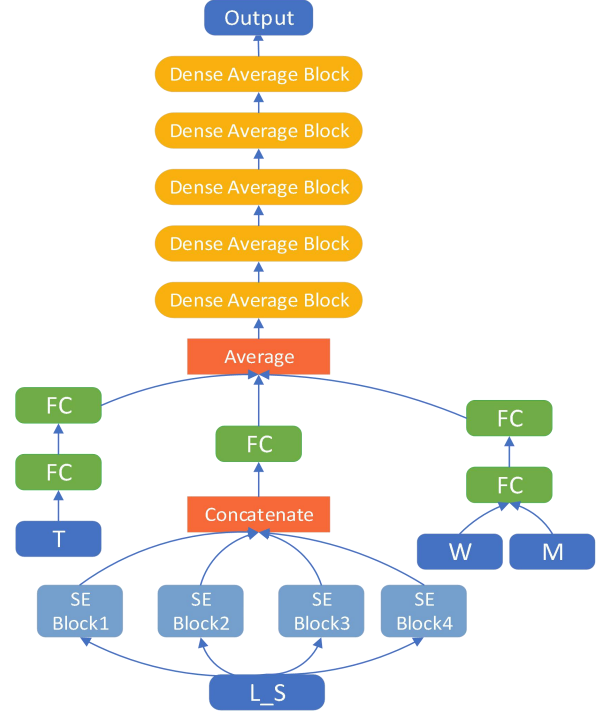 Output
Dense Average Block
Dense Average Block
Dense Average Block
Dense Average Block
Dense Average Block
Average
FC
FC
FC
FC
FC
Concatenate
T
W
M
SE
Block1
SE
Block2
SE
Block3
SE
Block4
L_S